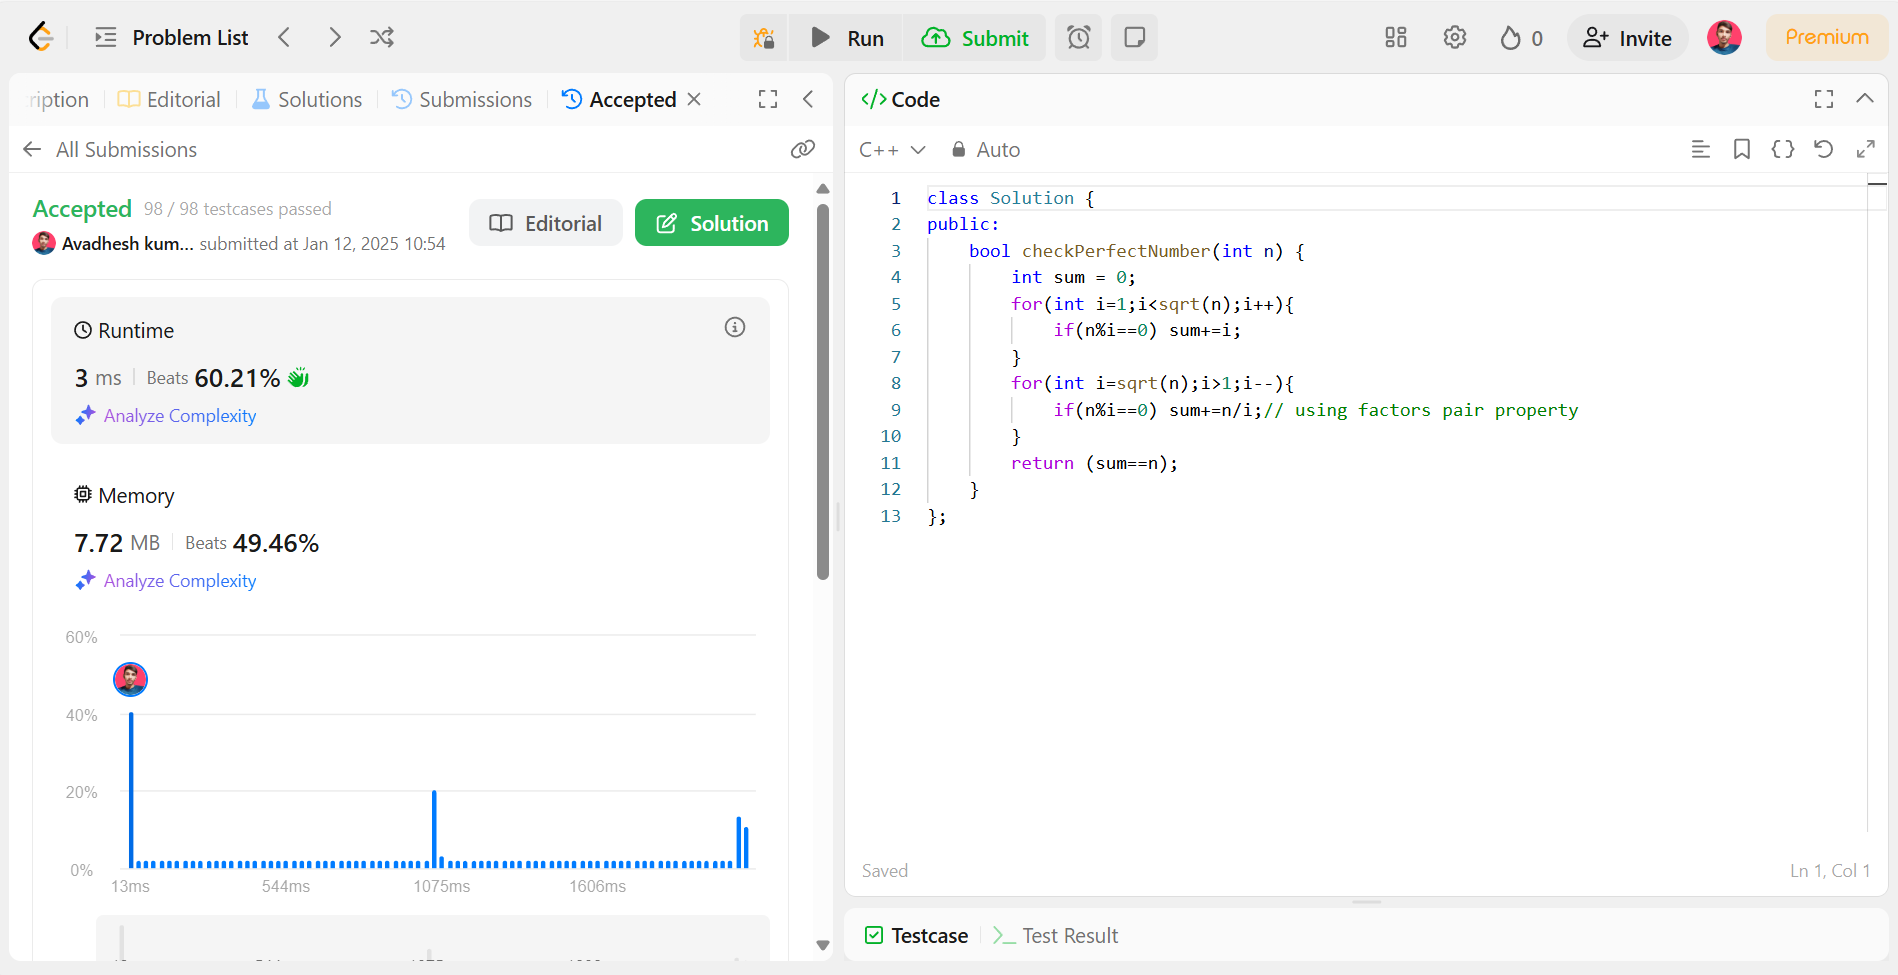 Problem List
Run
Submit
0
Invite
Premium
ription
Editorial
Solutions
Submissions
Accepted
All Submissions
Accepted 98 / 98 testcases passed
Avadhesh kum... submitted at Jan 12, 2025 10:54
Editorial
Solution
Runtime
3 ms Beats 60.21%
Analyze Complexity
Memory
7.72 MB Beats 49.46%
Analyze Complexity
60%
40%
20%
0%
13ms 544ms 1075ms 1606ms
</> Code
C++ Auto
1 class Solution {
2 public:
3     bool checkPerfectNumber(int n) {
4         int sum = 0;
5         for(int i=1;i<sqrt(n);i++){
6             if(n%i==0) sum+=i;
7         }
8         for(int i=sqrt(n);i>1;i--){
9             if(n%i==0) sum+=n/i;// using factors pair property
10         }
11         return (sum==n);
12     }
13 };
Saved
Ln 1, Col 1
Testcase
Test Result